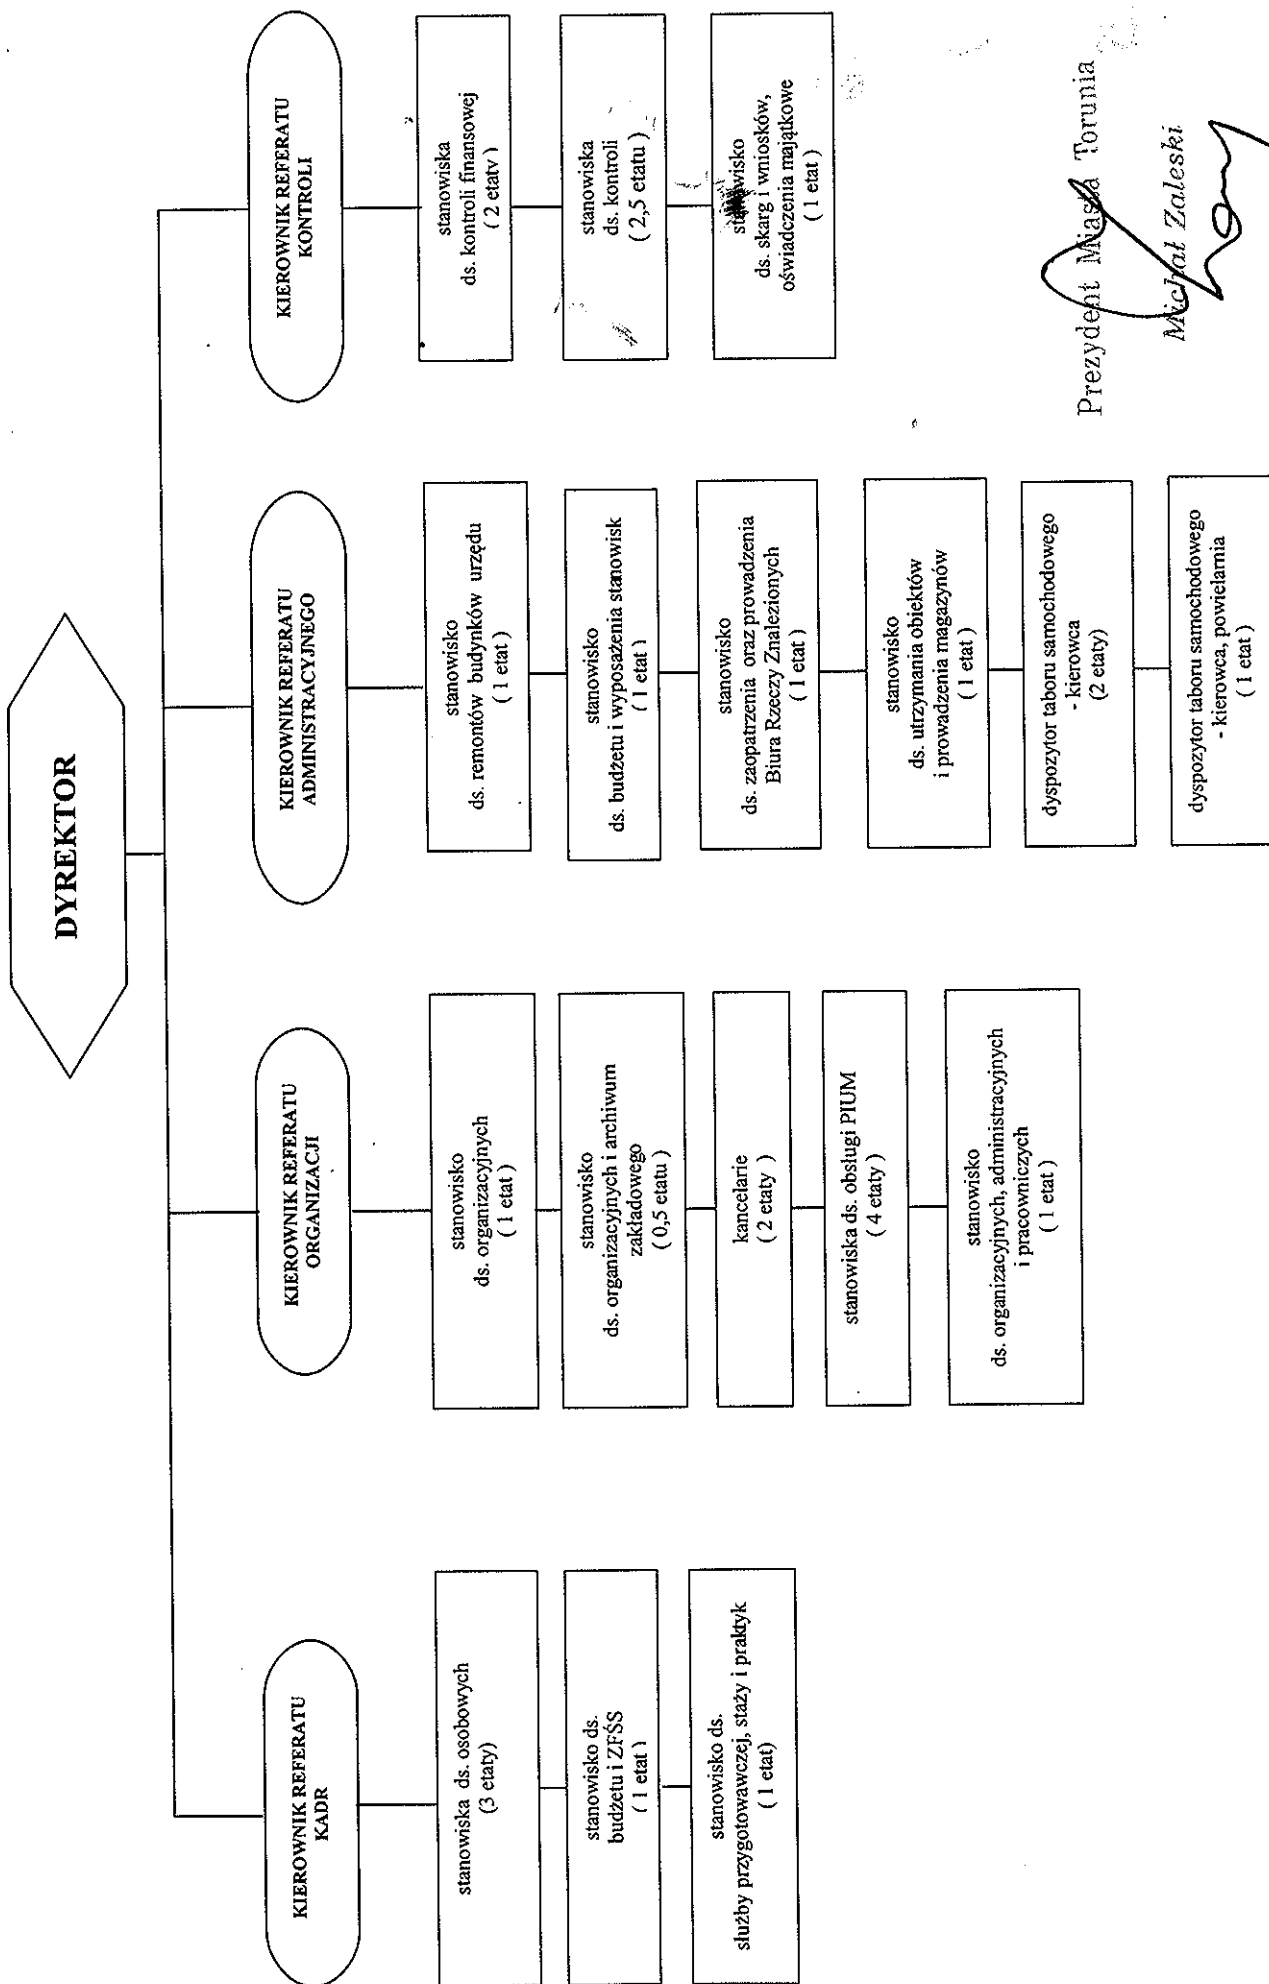 DYREKTOR
KIEROWNIK REFERATU
KADR
stanowiska ds. osobowych
(3 etaty)
stanowisko ds.
budżetu i ZFŚS
( 1 etat )
stanowisko ds.
służby przygotowawczej, staży i praktyk
( 1 etat)
KIEROWNIK REFERATU
ORGANIZACJI
stanowisko
ds. organizacyjnych
( 1 etat )
stanowisko
ds. organizacyjnych i archiwum
zakładowego
( 0,5 etatu )
kancelarie
( 2 etaty )
stanowiska ds. obsługi PIUM
( 4 etaty )
stanowisko
ds. organizacyjnych, administracyjnych
i pracowniczych
( 1 etat )
KIEROWNIK REFERATU
ADMINISTRACYJNEGO
stanowisko
ds. remontów budynków urzędu
( 1 etat )
stanowisko
ds. budżetu i wyposażenia stanowisk
( 1 etat )
stanowisko
ds. zaopatrzenia oraz prowadzenia
Biura Rzeczy Znalezionych
( 1 etat )
stanowisko
ds. utrzymania obiektów
i prowadzenia magazynów
( 1 etat )
dyspozytor taboru samochodowego
- kierowca
(2 etaty)
dyspozytor taboru samochodowego
- kierowca, powielarnia
( 1 etat )
KIEROWNIK REFERATU
KONTROLI
stanowiska
ds. kontroli finansowej
( 2 etaty )
stanowiska
ds. kontroli
( 2,5 etatu )
stanowisko
ds. skarg i wniosków,
oświadczenia majątkowe
( 1 etat )
Prezydent Miasta Torunia
Michał Zaleski